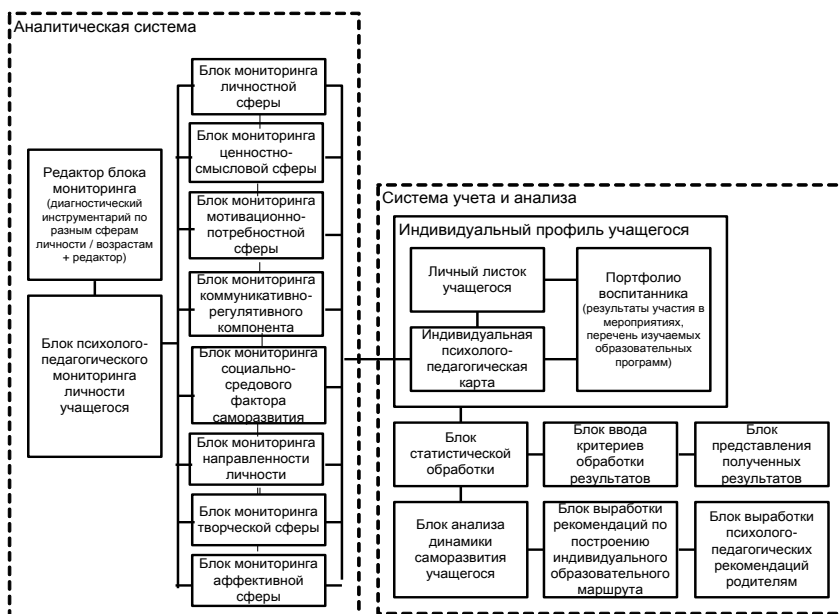 Аналитическая система
Редактор блока
мониторинга
(диагностический
инструментарий по
разным сферам
личности / возрастам
+ редактор)
Блок психолого-
педагогического
мониторинга
личности
учащегося
Блок мониторинга
личностной
сферы
Блок мониторинга
ценностно-
смысловой сферы
Блок мониторинга
мотивационно-
потребностной
сферы
Блок мониторинга
коммуникативно-
регулятивного
компонента
Блок мониторинга
социально-
средового
фактора
саморазвития
Блок мониторинга
направленности
личности
Блок мониторинга
творческой сферы
Блок мониторинга
аффективной
сферы
Система учета и анализа
Индивидуальный профиль учащегося
Личный листок
учащегося
Индивидуальная
психолого-
педагогическая
карта
Портфолио
воспитанника
(результаты участия в
мероприятиях,
перечень изучаемых
образовательных
программ)
Блок
статистической
обработки
Блок ввода
критериев
обработки
результатов
Блок
представления
полученных
результатов
Блок анализа
динамики
саморазвития
учащегося
Блок выработки
рекомендаций по
построению
индивидуального
образовательного
маршрута
Блок выработки
психолого-
педагогических
рекомендаций
родителям